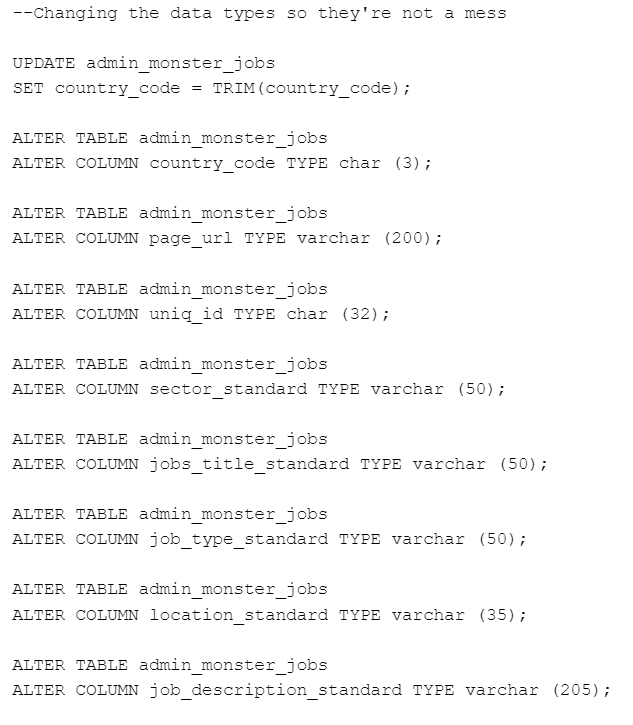 --Changing the data types so they're not a mess
UPDATE admin_monster_jobs
SET country_code = TRIM(country_code);
ALTER TABLE admin_monster_jobs
ALTER COLUMN country_code TYPE char (3);
ALTER TABLE admin_monster_jobs
ALTER COLUMN page_url TYPE varchar (200);
ALTER TABLE admin_monster_jobs
ALTER COLUMN uniq_id TYPE char (32);
ALTER TABLE admin_monster_jobs
ALTER COLUMN sector_standard TYPE varchar (50);
ALTER TABLE admin_monster_jobs
ALTER COLUMN jobs_title_standard TYPE varchar (50);
ALTER TABLE admin_monster_jobs
ALTER COLUMN job_type_standard TYPE varchar (50);
ALTER TABLE admin_monster_jobs
ALTER COLUMN location_standard TYPE varchar (35);
ALTER TABLE admin_monster_jobs
ALTER COLUMN job_description_standard TYPE varchar (205);